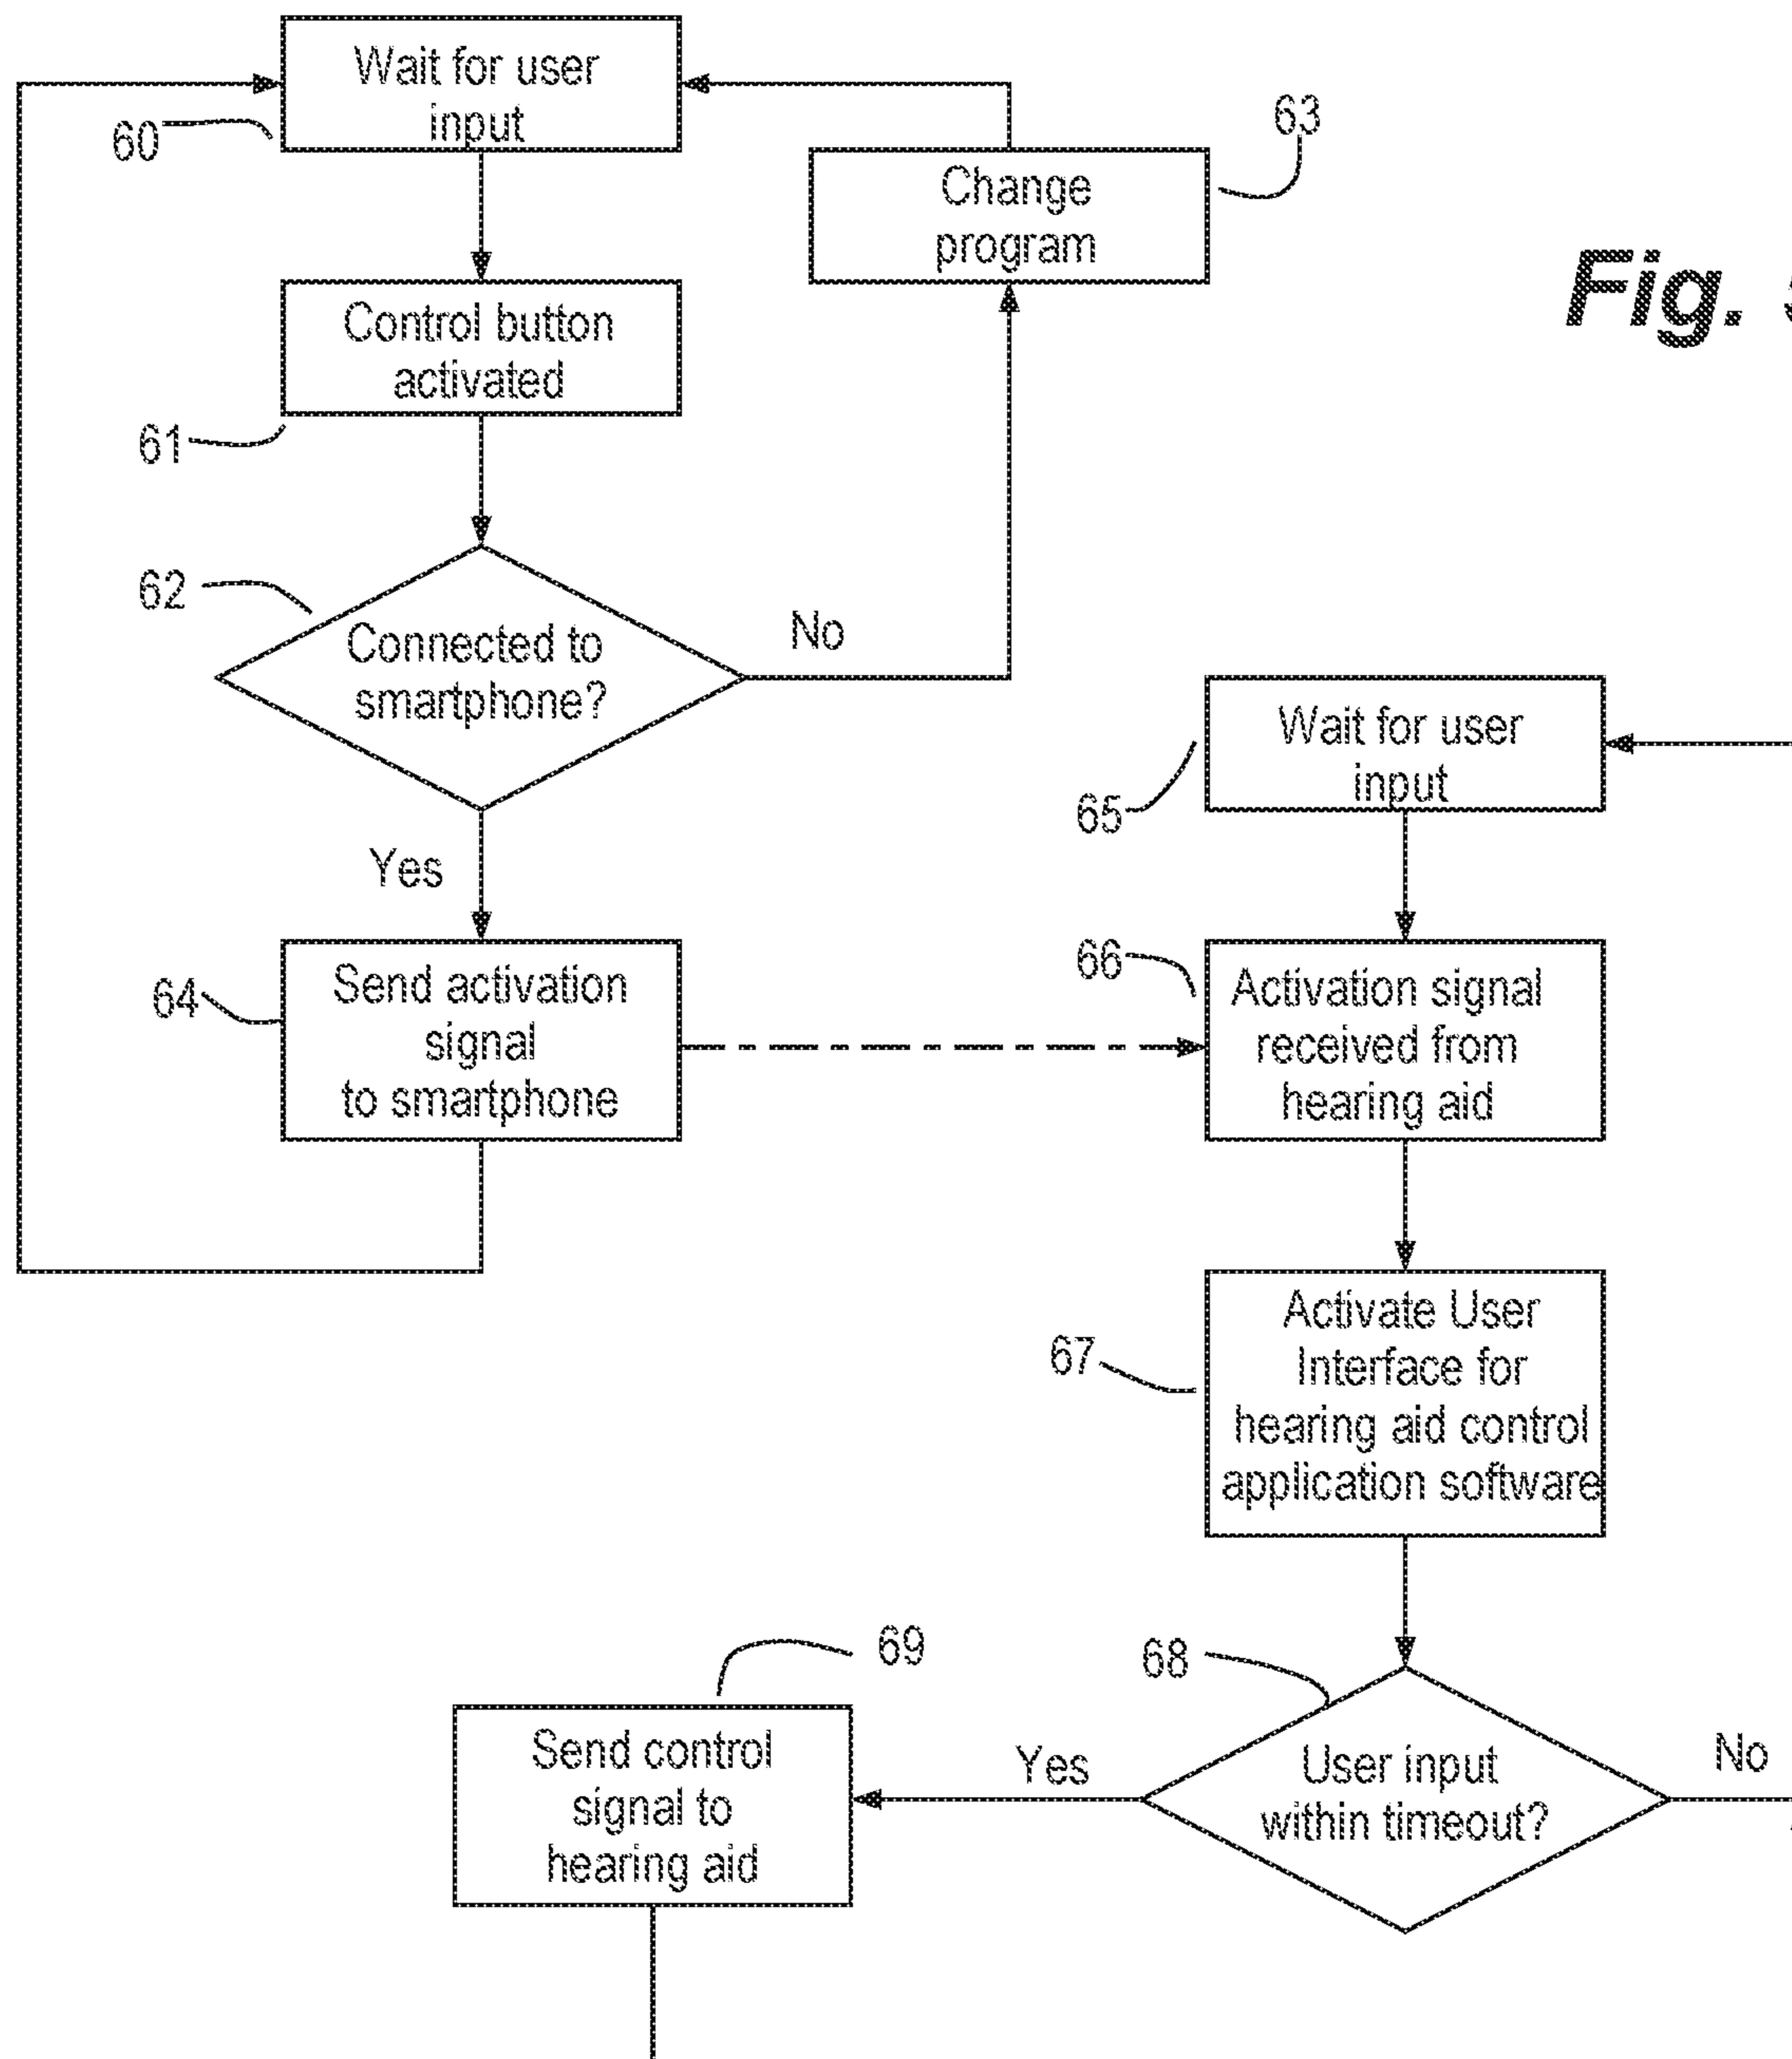 Wait for user
input
60
63
Change
program
Fig. 5
Control button
activated
61
62
Connected to
smartphone?
No
Wait for user
input
65
Yes
Send activation
signal
to smartphone
64
66
Activation signal
received from
hearing aid
67
Activate User
Interface for
hearing aid control
application software
69
68
Send control
signal to
hearing aid
Yes
User input
within timeout?
No